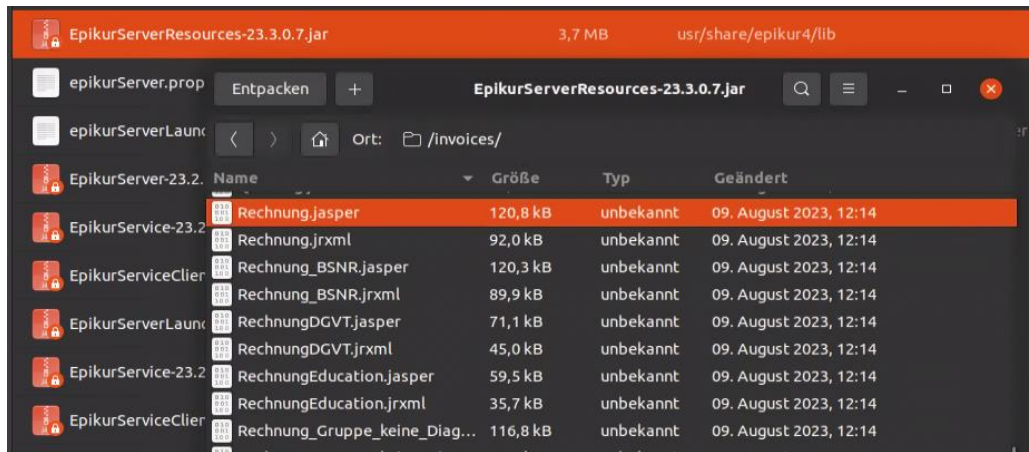 EpikurServerResources-23.3.0.7.jar 3,7 MB usr/share/epikur4/lib
epikurServer.prop
Entpacken + EpikurServerResources-23.3.0.7.jar
epikurServerLaunc
Ort: /invoices/
EpikurServer-23.2.
Name Größe Typ Geändert
Rechnung.jasper 120,8 kB unbekannt 09. August 2023, 12:14
EpikurService-23.2
Rechnung.jrxml 92,0 kB unbekannt 09. August 2023, 12:14
Rechnung_BSNR.jasper 120,3 kB unbekannt 09. August 2023, 12:14
EpikurServiceClier
Rechnung_BSNR.jrxml 89,9 kB unbekannt 09. August 2023, 12:14
EpikurServerLaunc
RechnungDGVT.jasper 71,1 kB unbekannt 09. August 2023, 12:14
RechnungDGVT.jrxml 45,0 kB unbekannt 09. August 2023, 12:14
EpikurService-23.2
RechnungEducation.jasper 59,5 kB unbekannt 09. August 2023, 12:14
RechnungEducation.jrxml 35,7 kB unbekannt 09. August 2023, 12:14
EpikurServiceClier
Rechnung_Gruppe_keine_Diag... 116,8 kB unbekannt 09. August 2023, 12:14